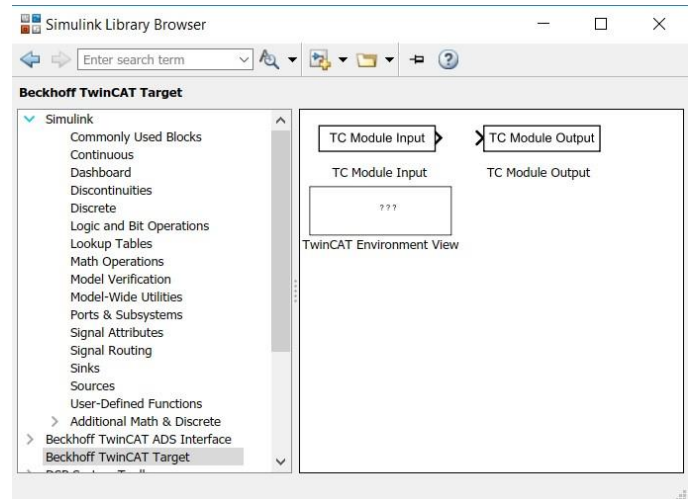 Simulink Library Browser
Enter search term
Beckhoff TwinCAT Target
Simulink
Commonly Used Blocks
Continuous
Dashboard
Discontinuities
Discrete
Logic and Bit Operations
Lookup Tables
Math Operations
Model Verification
Model-Wide Utilities
Ports & Subsystems
Signal Attributes
Signal Routing
Sinks
Sources
User-Defined Functions
Additional Math & Discrete
Beckhoff TwinCAT ADS Interface
Beckhoff TwinCAT Target
TC Module Input
TC Module Output
TC Module Input
TC Module Output
???
TwinCAT Environment View